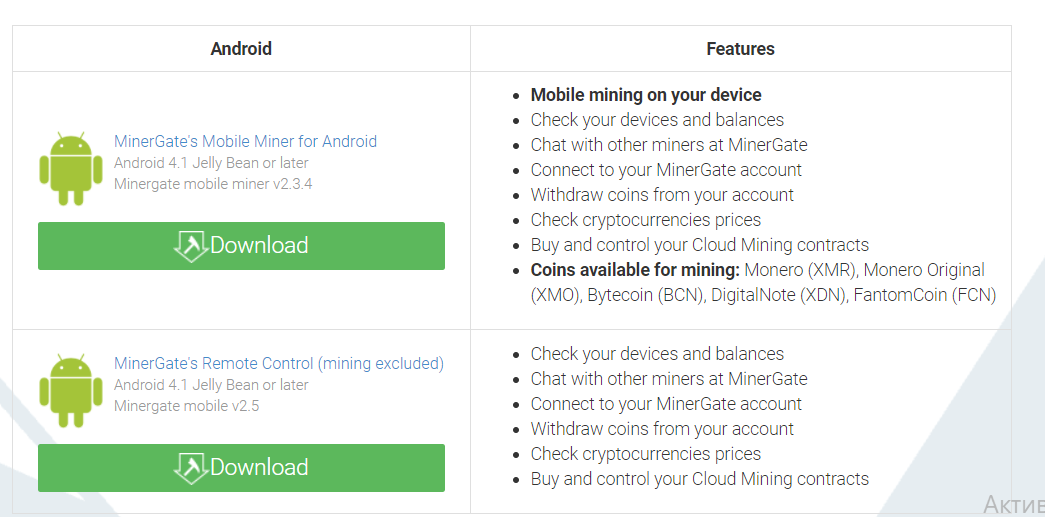 Android
Features
MinerGate's Mobile Miner for Android
Android 4.1 Jelly Bean or later
Minergate mobile miner v2.3.4
Download
Mobile mining on your device
Check your devices and balances
Chat with other miners at MinerGate
Connect to your MinerGate account
Withdraw coins from your account
Check cryptocurrencies prices
Buy and control your Cloud Mining contracts
Coins available for mining: Monero (XMR), Monero Original
(XMO), Bytecoin (BCN), DigitalNote (XDN), FantomCoin (FCN)
MinerGate's Remote Control (mining excluded)
Android 4.1 Jelly Bean or later
Minergate mobile v2.5
Download
Check your devices and balances
Chat with other miners at MinerGate
Connect to your MinerGate account
Withdraw coins from your account
Check cryptocurrencies prices
Buy and control your Cloud Mining contracts
Актив